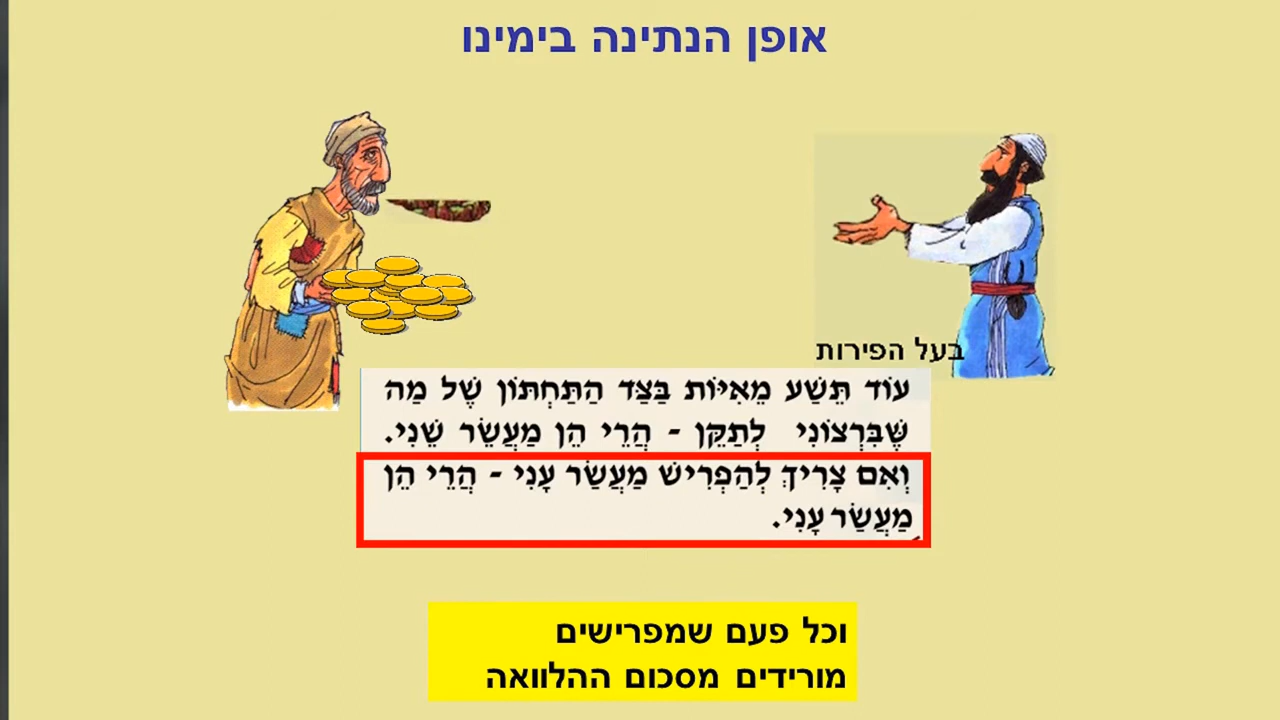 אופן הנתינה בימינו
בעל הפירות
עוֹד תֵּשַׁע מֵאִיּוֹת בַּצַּד הַתַּחְתּוֹן שֶׁל מַה
שֶּׁבִּרְצוֹנִי לְתַקֵּן - הֲרֵי הֵן מַעֲשֵׂר שֵׁנִי.
וְאִם צָרִיךְ לְהַפְרִישׁ מַעֲשַׂר עָנִי - הֲרֵי הֵן
מַעֲשַׂר עָנִי.
וכל פעם שמפרישים
מורידים מסכום ההלוואה